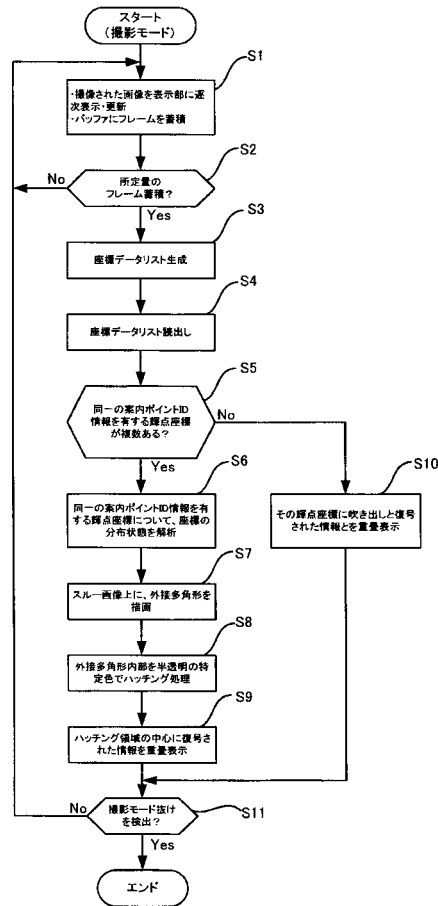 スタート
(撮影モード)
S1
・撮像された画像を表示部に逐
次表示・更新
・バッファにフレームを蓄積
S2
所定量の
フレーム蓄積?
No
Yes
S3
座標データリスト生成
S4
座標データリスト読出し
S5
同一の案内ポイントID
情報を有する輝点座標
が複数ある?
No
Yes
S6
同一の案内ポイントID情報を有
する輝点座標について、座標の
分布状態を解析
S10
その輝点座標に吹き出しと復号
された情報とを重畳表示
S7
スルー画像上に、外接多角形を
描画
S8
外接多角形内部を半透明の特
定色でハッチング処理
S9
ハッチング領域の中心に復号さ
れた情報を重畳表示
S11
撮影モード抜け
を検出?
No
Yes
エンド